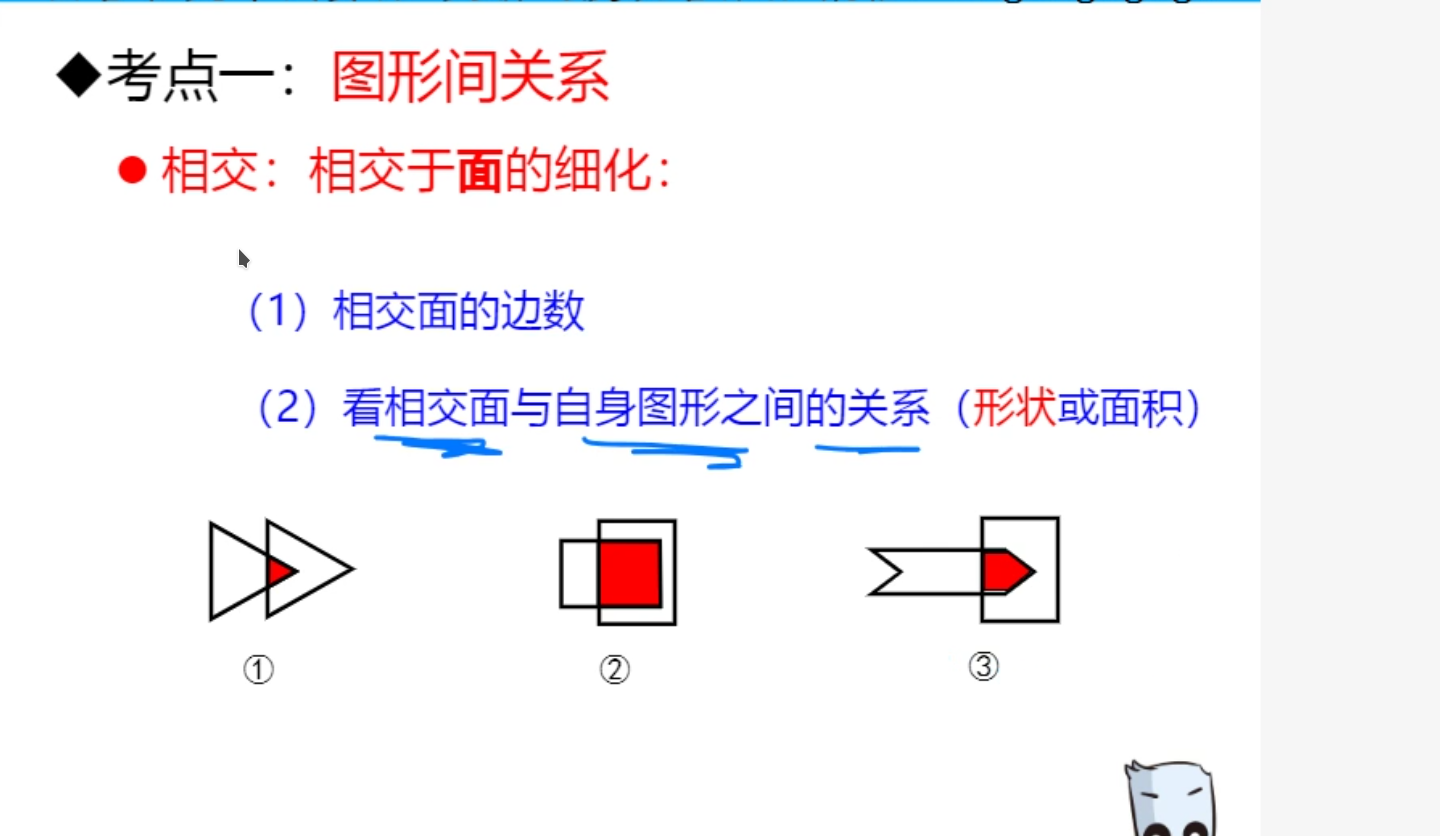 ◆考点一：图形间关系
●相交：相交于面的细化：
（1）相交面的边数
（2）看相交面与自身图形之间的关系（形状或面积）
① ② ③